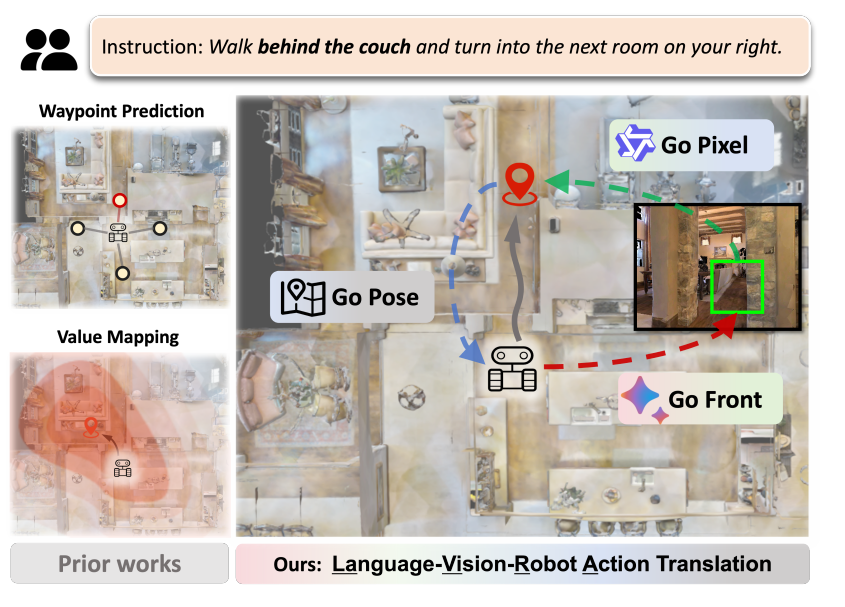 Instruction: Walk behind the couch and turn into the next room on your right.
Waypoint Prediction
Go Pixel
Go Pose
Value Mapping
Go Front
Prior works
Ours: Language-Vision-Robot Action Translation